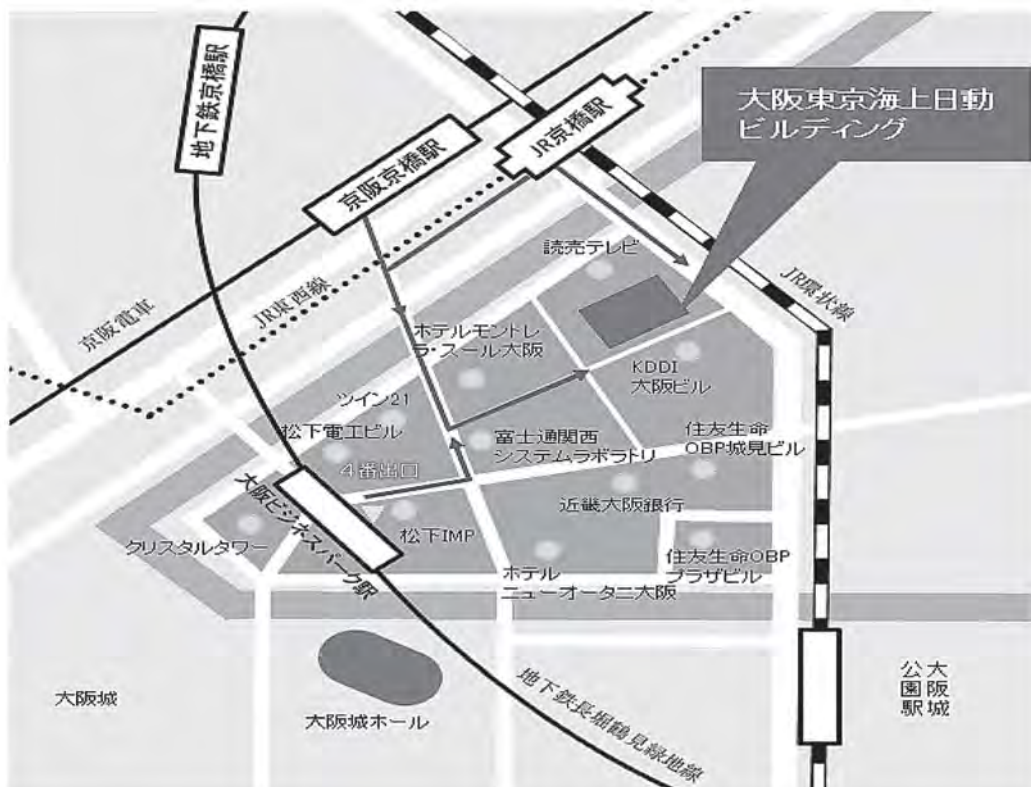 地下鉄京橋駅
京阪京橋駅
JR京橋駅
大阪東京海上日動
ビルディング
読売テレビ
JR環状線
京阪電車
JR東西線
ホテルモントレ
ラ・スール大阪
KDDI
大阪ビル
ツイン21
松下電工ビル
富士通関西
システムラボラトリ
住友生命
OBP城見ビル
4番出口
大阪ビジネスパーク駅
近畿大阪銀行
クリスタルタワー
松下IMP
ホテル
ニューオータニ大阪
住友生命OBP
プラザビル
大阪城
大阪城ホール
地下鉄長堀鶴見緑地線
大阪城
公園駅